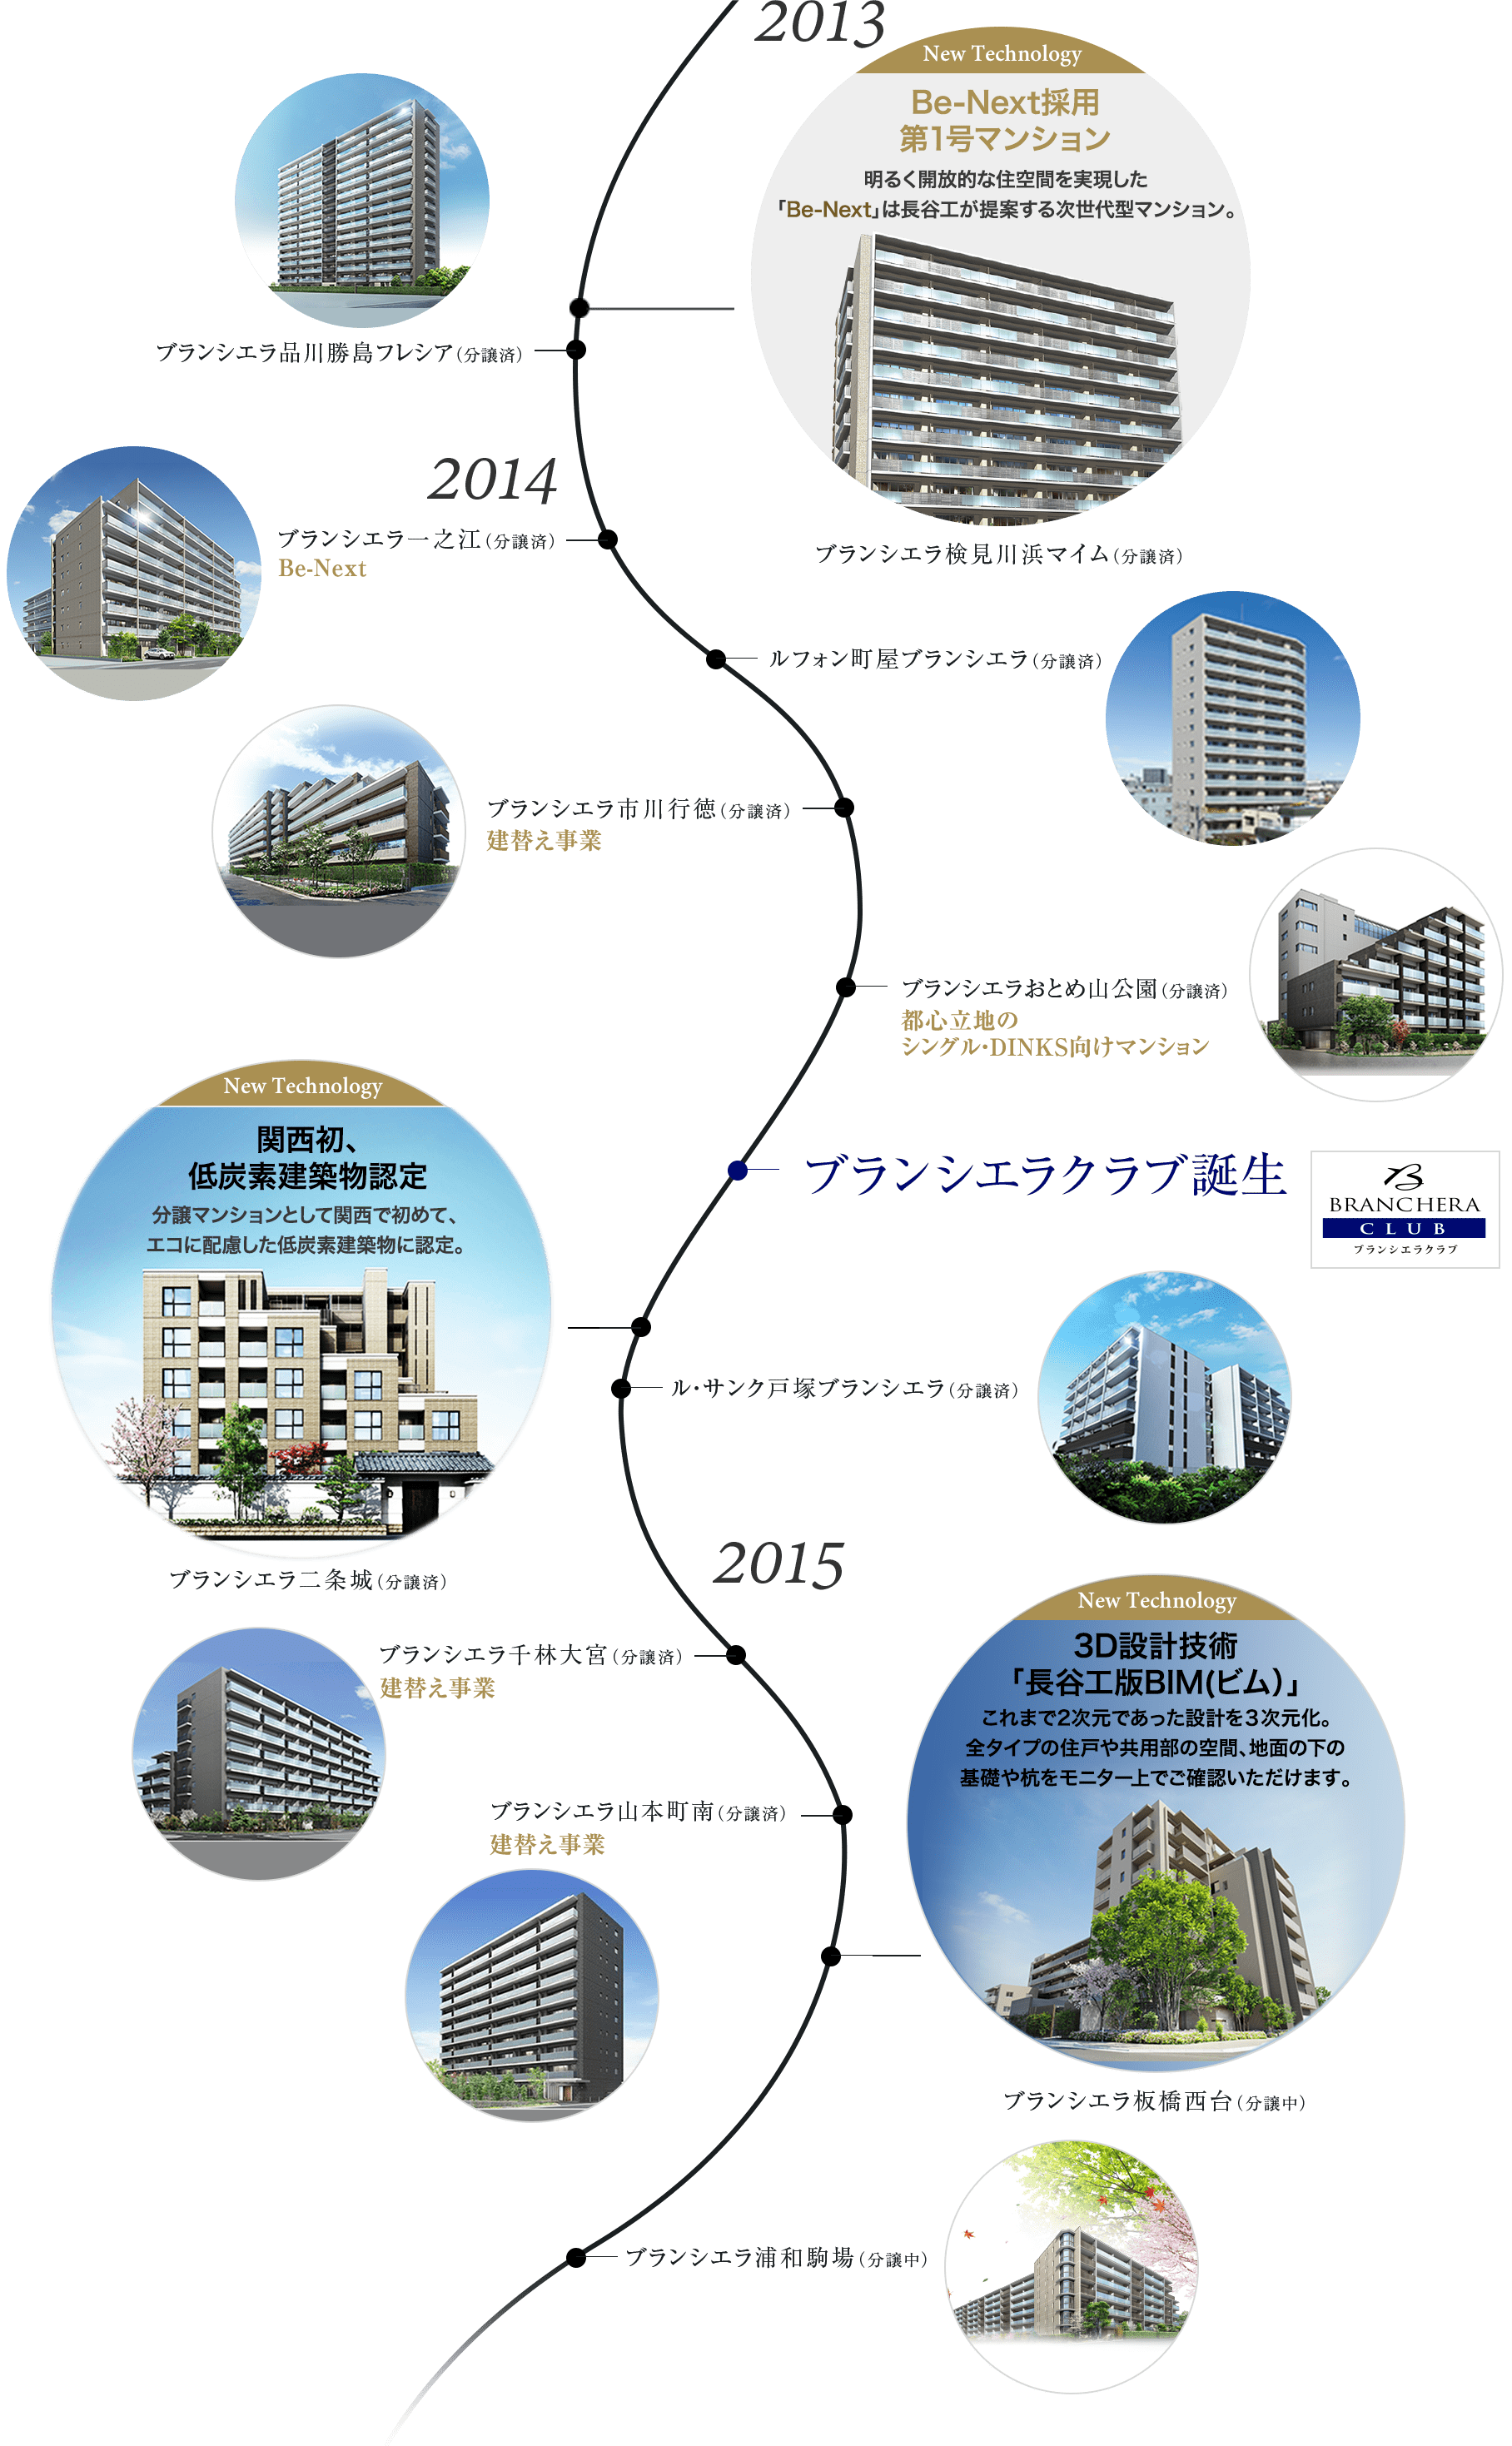 2013
New Technology
Be-Next採用
第1号マンション
明るく開放的な住空間を実現した
「Be-Next」は長谷工が提案する次世代型マンション。
ブランシエラ検見川浜マイム(分譲済)
ブランシエラ品川勝島フレシア(分譲済)
2014
ブランシエラ一之江(分譲済)
Be-Next
ルフォン町屋ブランシエラ(分譲済)
ブランシエラ市川行徳(分譲済)
建替え事業
ブランシエラおとめ山公園(分譲済)
都心立地の
シングル・DINKS向けマンション
ブランシエラクラブ誕生
B
BRANCHERA
CLUB
ブランシエラクラブ
New Technology
関西初、
低炭素建築物認定
分譲マンションとして関西で初めて、
エコに配慮した低炭素建築物に認定。
ブランシエラ二条城(分譲済)
ル・サンク戸塚ブランシエラ(分譲済)
2015
ブランシエラ千林大宮(分譲済)
建替え事業
ブランシエラ山本町南(分譲済)
建替え事業
New Technology
3D設計技術
「長谷工版BIM(ビム)」
これまで2次元であった設計を3次元化。
全タイプの住戸や共用部の空間、地面の下の
基礎や杭をモニター上でご確認いただけます。
ブランシエラ板橋西台(分譲中)
ブランシエラ浦和駒場(分譲中)